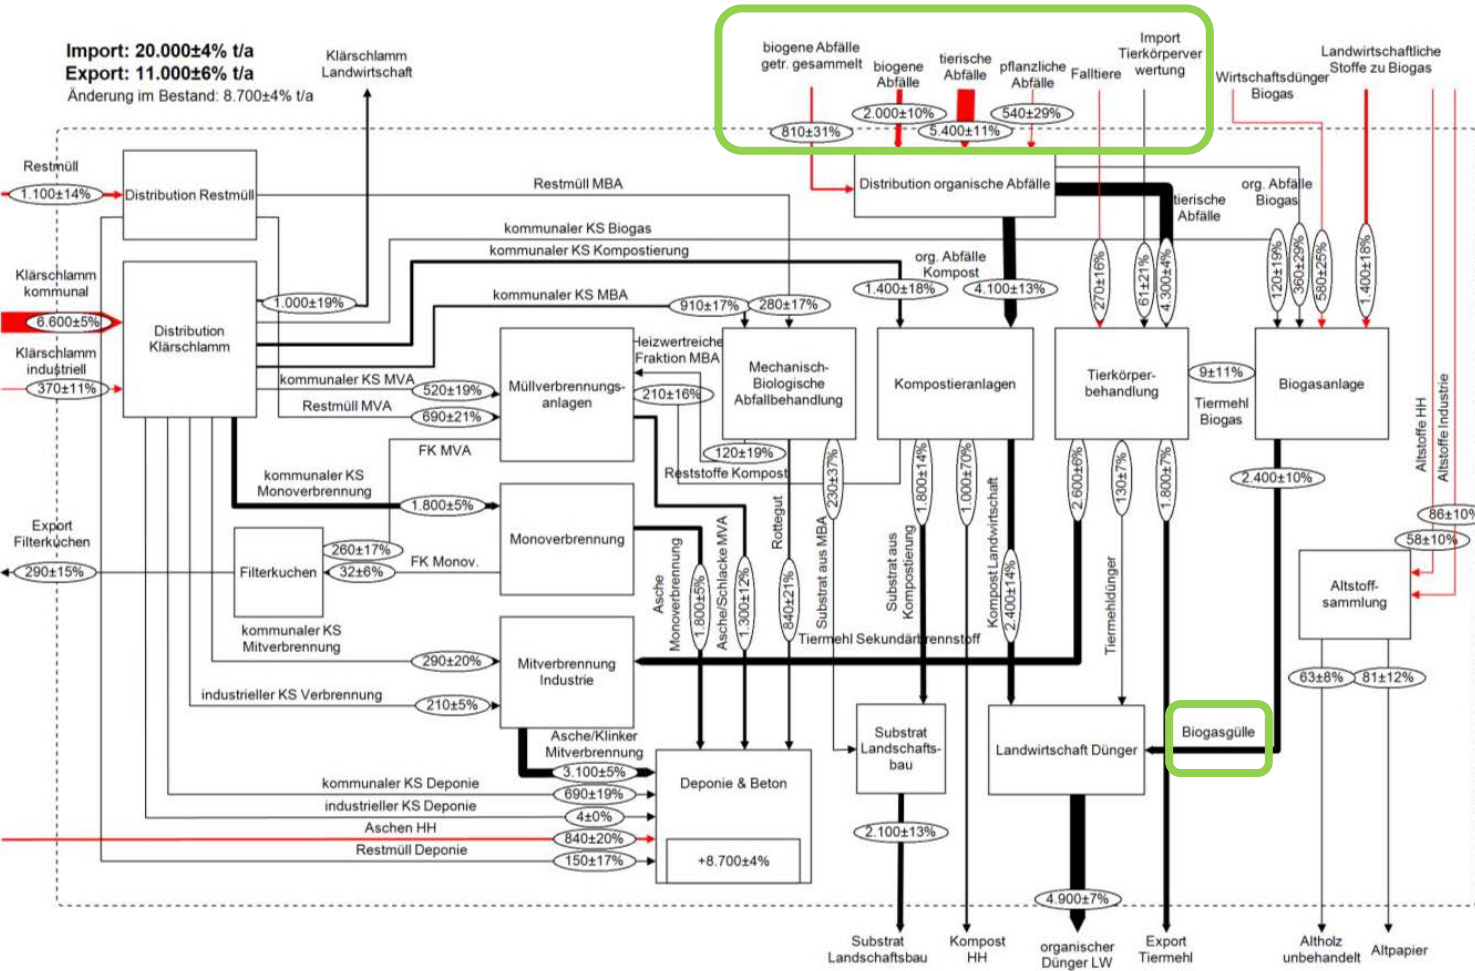 Import: 20.000±4% t/a
Export: 11.000±6% t/a
Änderung im Bestand: 8.700±4% t/a
Klärschlamm
Landwirtschaft
biogene Abfälle
getr. gesammelt
biogene
Abfälle
tierische
Abfälle
pflanzliche
Abfälle
Falltiere
Import
Tierkörperver
wertung
Wirtschaftsdünger
Biogas
Landwirtschaftliche
Stoffe zu Biogas
810±31%
2.000±10%
5.400±11%
540±29%
Restmüll
1.100±14%
Distribution Restmüll
Restmüll MBA
Distribution organische Abfälle
tierische
Abfälle
org. Abfälle
Biogas
kommunaler KS Biogas
kommunaler KS Kompostierung
org. Abfälle
Kompost
Klärschlamm
kommunal
6.600±5%
Klärschlamm
industriell
370±11%
Distribution
Klärschlamm
1.000±19%
kommunaler KS MBA
910±17%
280±17%
1.400±18%
4.100±13%
270±16%
61±21%
4.300±4%
120±19%
360±29%
580±25%
1.400±18%
kommunaler KS MVA
520±19%
Restmüll MVA
690±21%
Müllverbrennungs-
anlagen
Heizwertreiche
Fraktion MBA
210±16%
Mechanisch-
Biologische
Abfallbehandlung
Kompostieranlagen
Tierkörper-
behandlung
9±11%
Tiermehl
Biogas
Biogasanlage
Altstoffe HH
Altstoffe Industrie
FK MVA
120±19%
Reststoffe Kompost
230±37%
1.800±14%
1.000±70%
2.600±6%
130±7%
1.800±7%
2.400±10%
kommunaler KS
Monoverbrennung
1.800±5%
Monoverbrennung
86±10%
58±10%
Export
Filterkuchen
290±15%
Filterkuchen
260±17%
32±6%
FK Monov.
Asche
Monoverbrennung
1.800±5%
Asche/Schlacke MVA
1.300±12%
Rottegut
840±21%
Substrat aus MBA
Substrat aus
Kompostierung
Kompost Landwirtschaft
2.400±14%
Tiermehldünger
Altstoff-
sammlung
kommunaler KS
Mitverbrennung
290±20%
Mitverbrennung
Industrie
Tiermehl Sekundärbrennstoff
63±8%
81±12%
industrieller KS Verbrennung
210±5%
Asche/Klinker
Mitverbrennung
3.100±5%
Substrat
Landschafts-
bau
Landwirtschaft Dünger
Biogasgülle
kommunaler KS Deponie
690±19%
industrieller KS Deponie
4±0%
Aschen HH
840±20%
Restmüll Deponie
150±17%
Deponie & Beton
+8.700±4%
2.100±13%
4.900±7%
Substrat
Landschaftsbau
Kompost
HH
organischer
Dünger LW
Export
Tiermehl
Altholz
unbehandelt
Altpapier